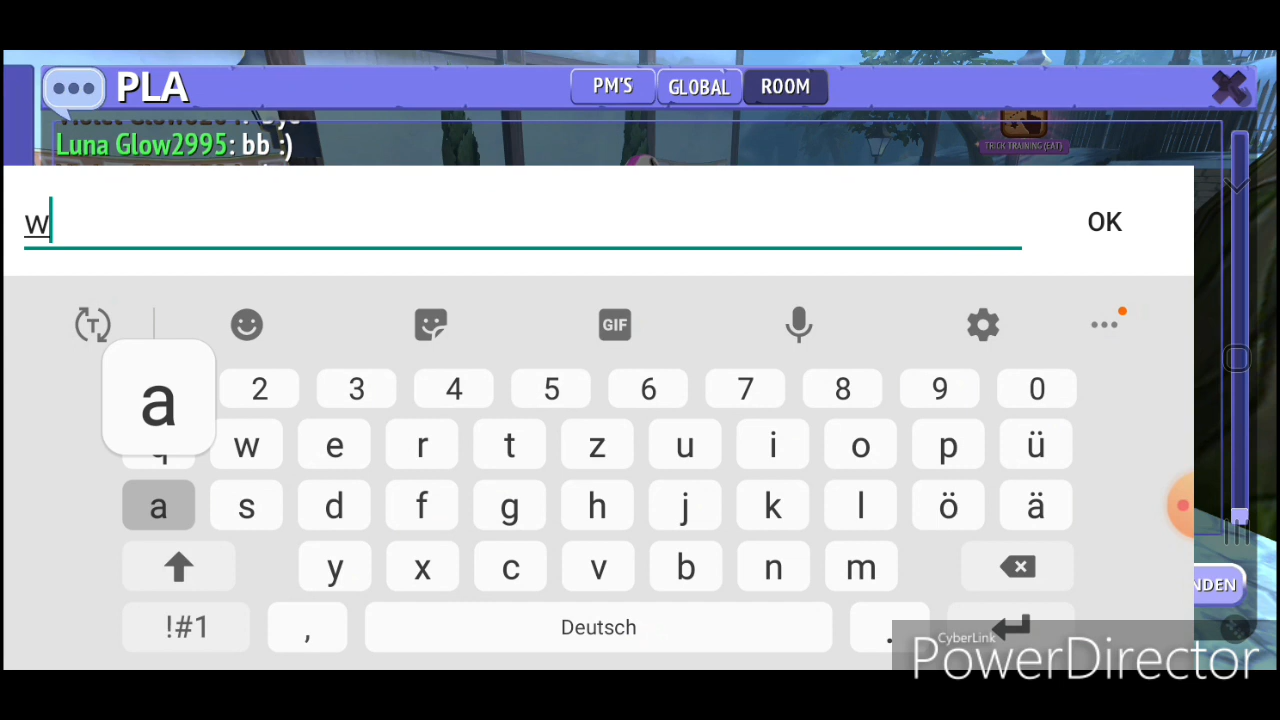 PLA
PM'S GLOBAL ROOM
Luna Glow2995: bb :)
TRICK TRAINING (EAT)
w
OK
GIF
a
2 3 4 5 6 7 8 9 0
w e r t z u i o p ü
a s d f g h j k l ö ä
y x c v b n m
NDEN
!#1 , Deutsch .
CyberLink
PowerDirector